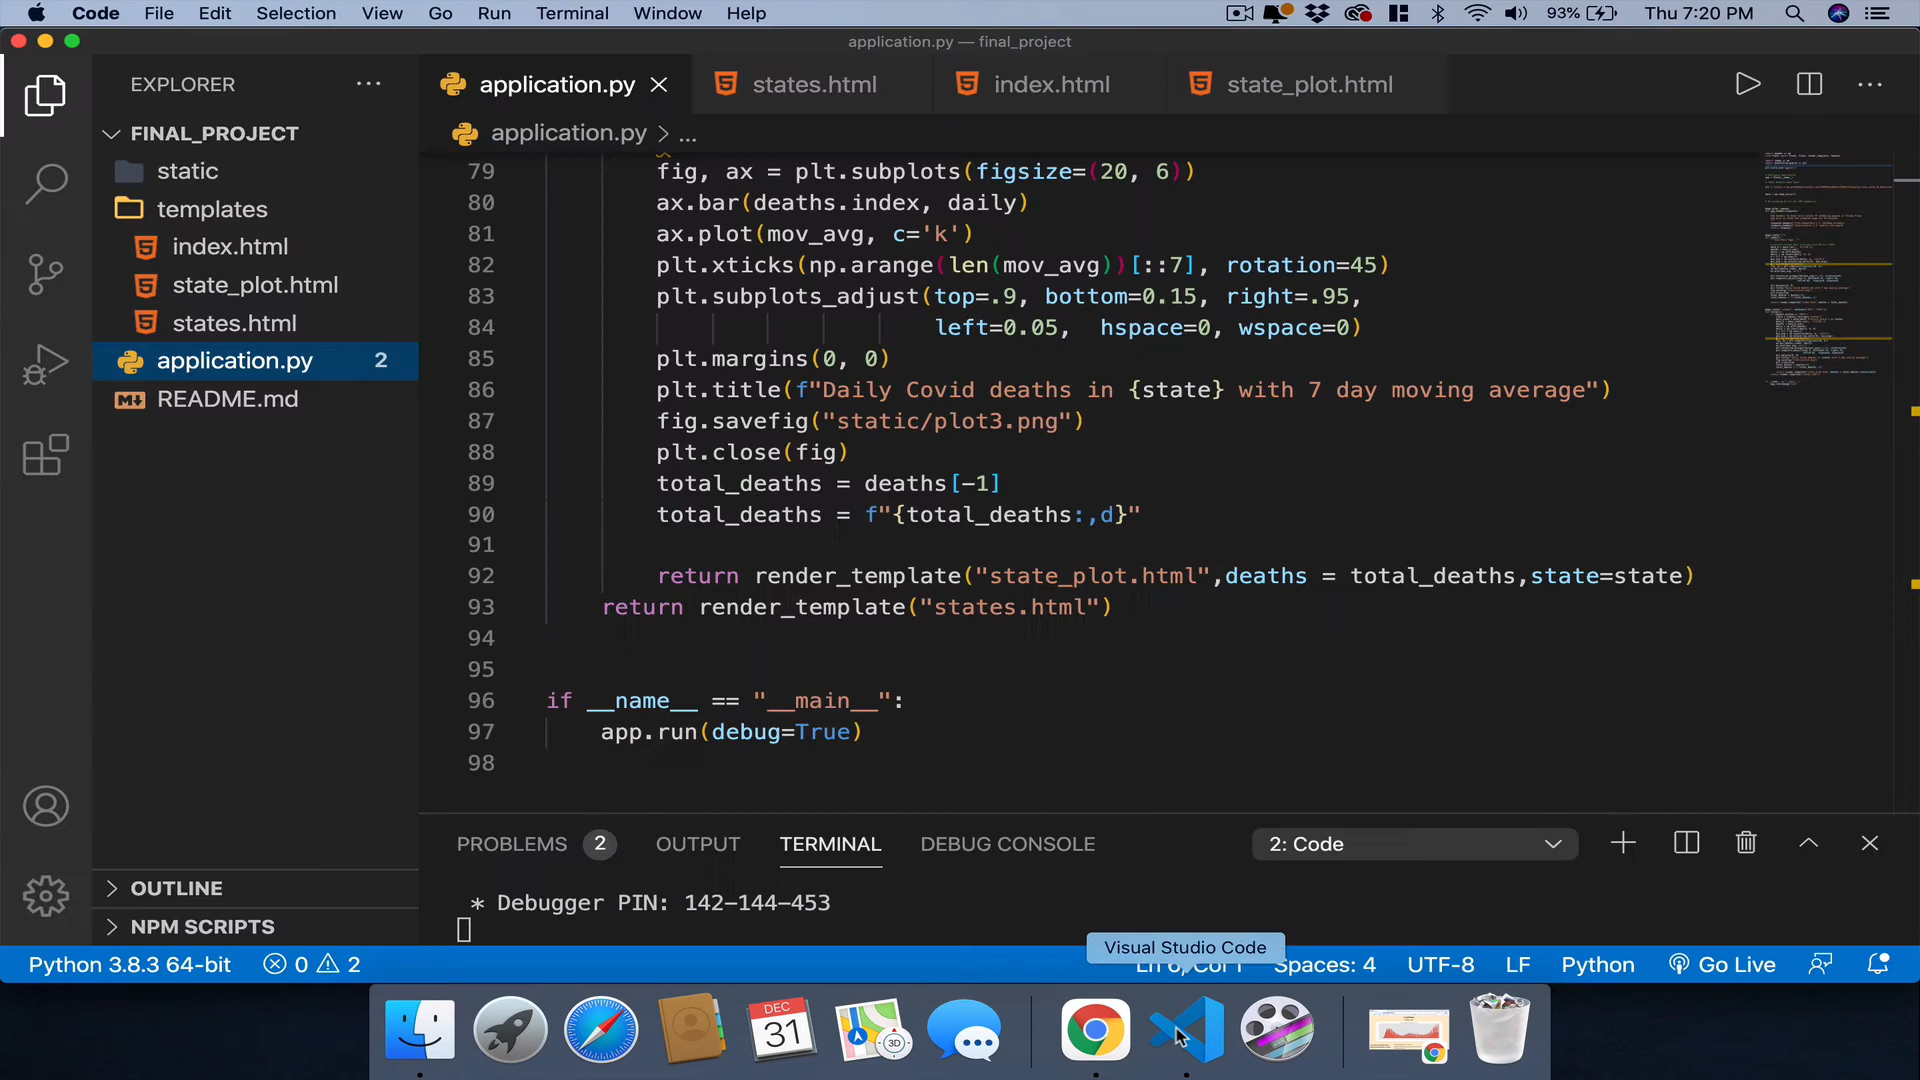 Code File Edit Selection View Go Run Terminal Window Help 93% Thu 7:20 PM
application.py — final_project
EXPLORER
FINAL_PROJECT
static
templates
index.html
state_plot.html
states.html
application.py 2
README.md
OUTLINE
NPM SCRIPTS
application.py states.html index.html state_plot.html
application.py > ...
79 fig, ax = plt.subplots(figsize=(20, 6))
80 ax.bar(deaths.index, daily)
81 ax.plot(mov_avg, c='k')
82 plt.xticks(np.arange(len(mov_avg))[::7], rotation=45)
83 plt.subplots_adjust(top=.9, bottom=0.15, right=.95,
84 left=0.05, hspace=0, wspace=0)
85 plt.margins(0, 0)
86 plt.title(f"Daily Covid deaths in {state} with 7 day moving average")
87 fig.savefig("static/plot3.png")
88 plt.close(fig)
89 total_deaths = deaths[-1]
90 total_deaths = f"{total_deaths:,d}"
91
92 return render_template("state_plot.html",deaths = total_deaths,state=state)
93 return render_template("states.html")
94
95
96 if __name__ == "__main__":
97 app.run(debug=True)
98
PROBLEMS 2 OUTPUT TERMINAL DEBUG CONSOLE 2: Code
* Debugger PIN: 142-144-453
Visual Studio Code
Python 3.8.3 64-bit 0 2 Spaces: 4 UTF-8 LF Python Go Live
DEC
31
3D